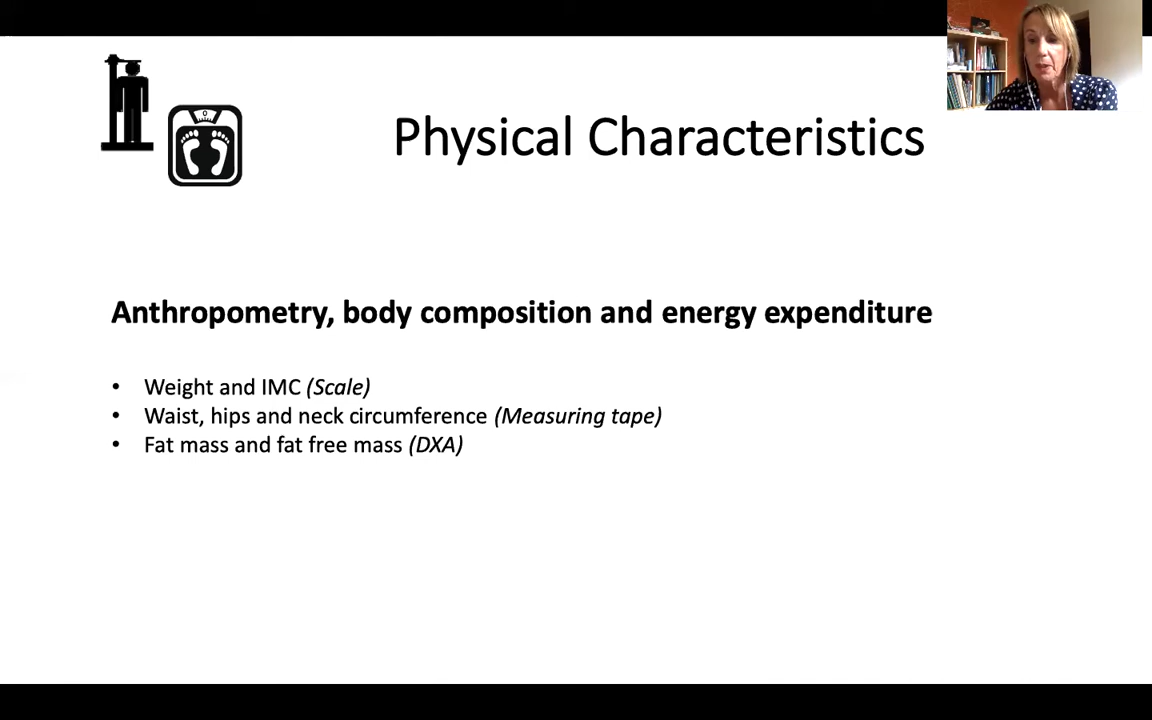 Physical Characteristics
Anthropometry, body composition and energy expenditure
• Weight and IMC (Scale)
• Waist, hips and neck circumference (Measuring tape)
• Fat mass and fat free mass (DXA)